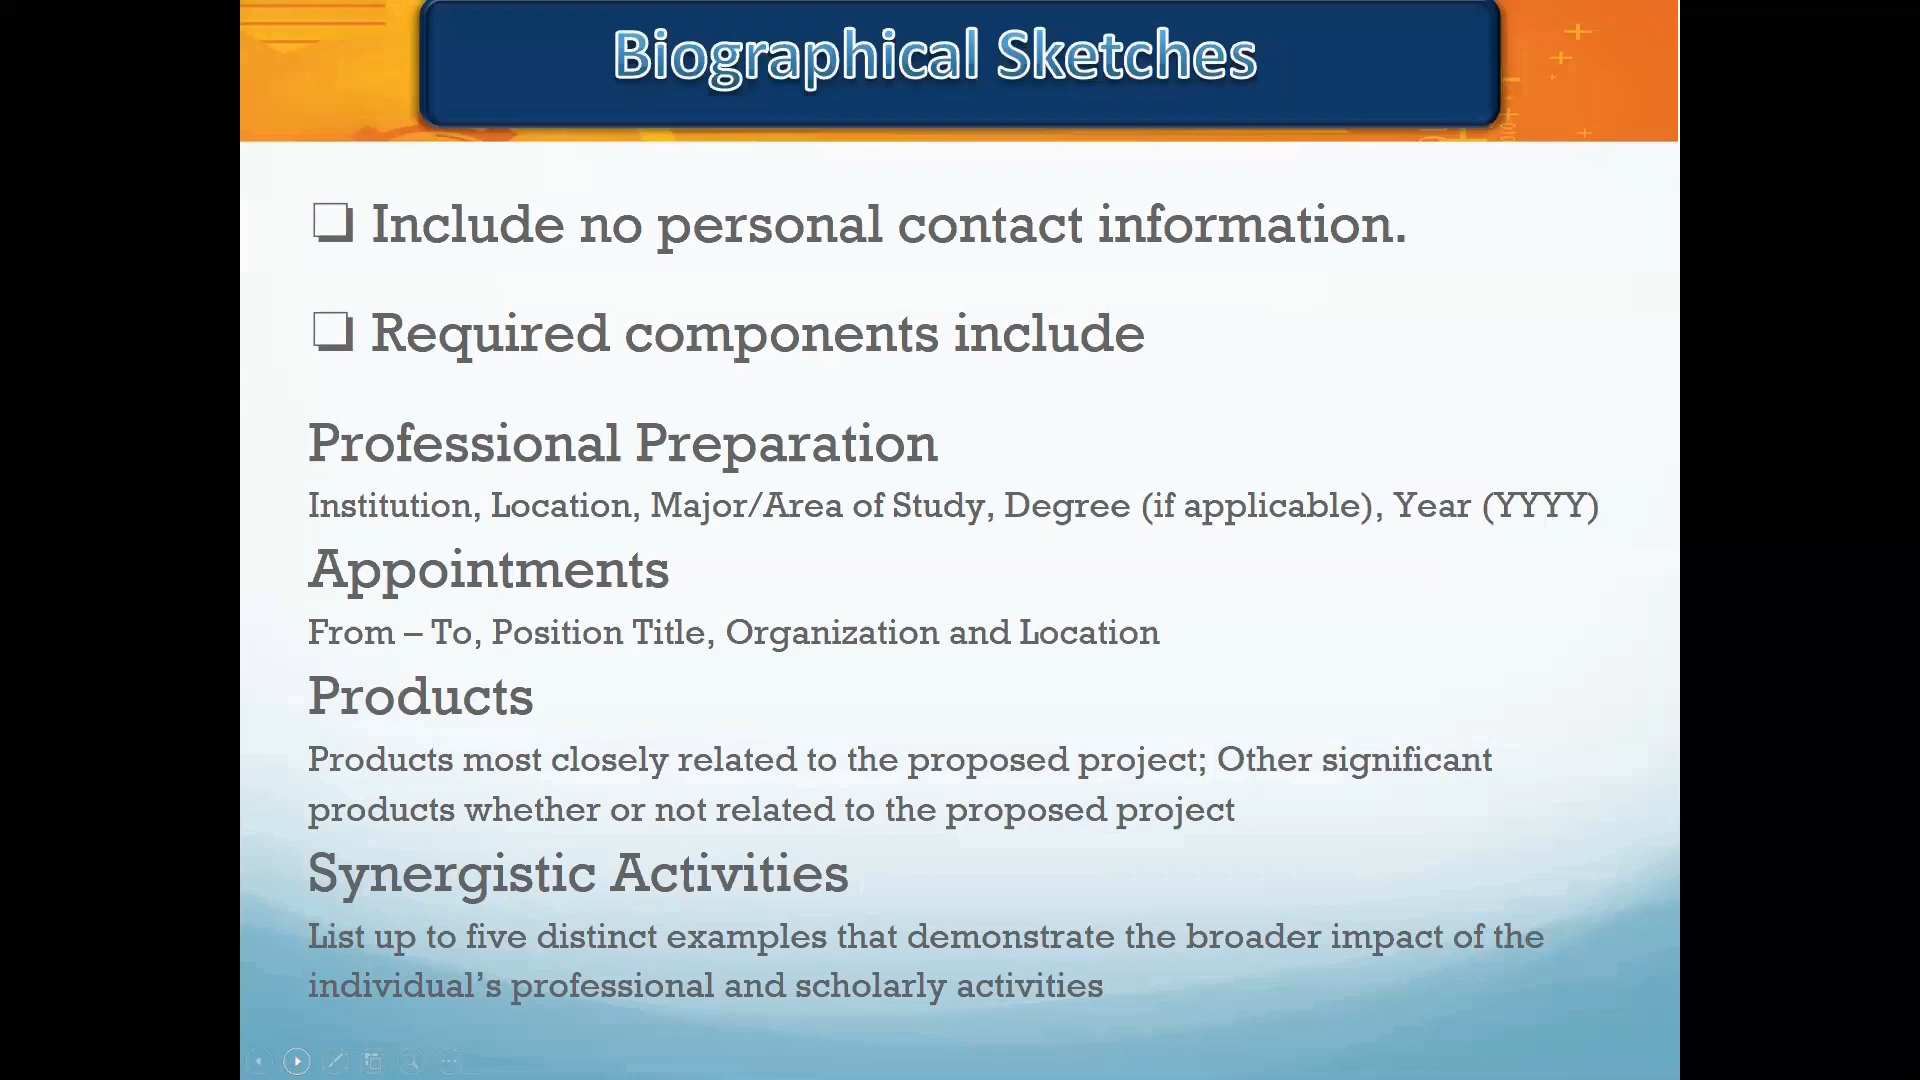 Biographical Sketches
❏ Include no personal contact information.
❏ Required components include
Professional Preparation
Institution, Location, Major/Area of Study, Degree (if applicable), Year (YYYY)
Appointments
From – To, Position Title, Organization and Location
Products
Products most closely related to the proposed project; Other significant
products whether or not related to the proposed project
Synergistic Activities
List up to five distinct examples that demonstrate the broader impact of the
individual’s professional and scholarly activities